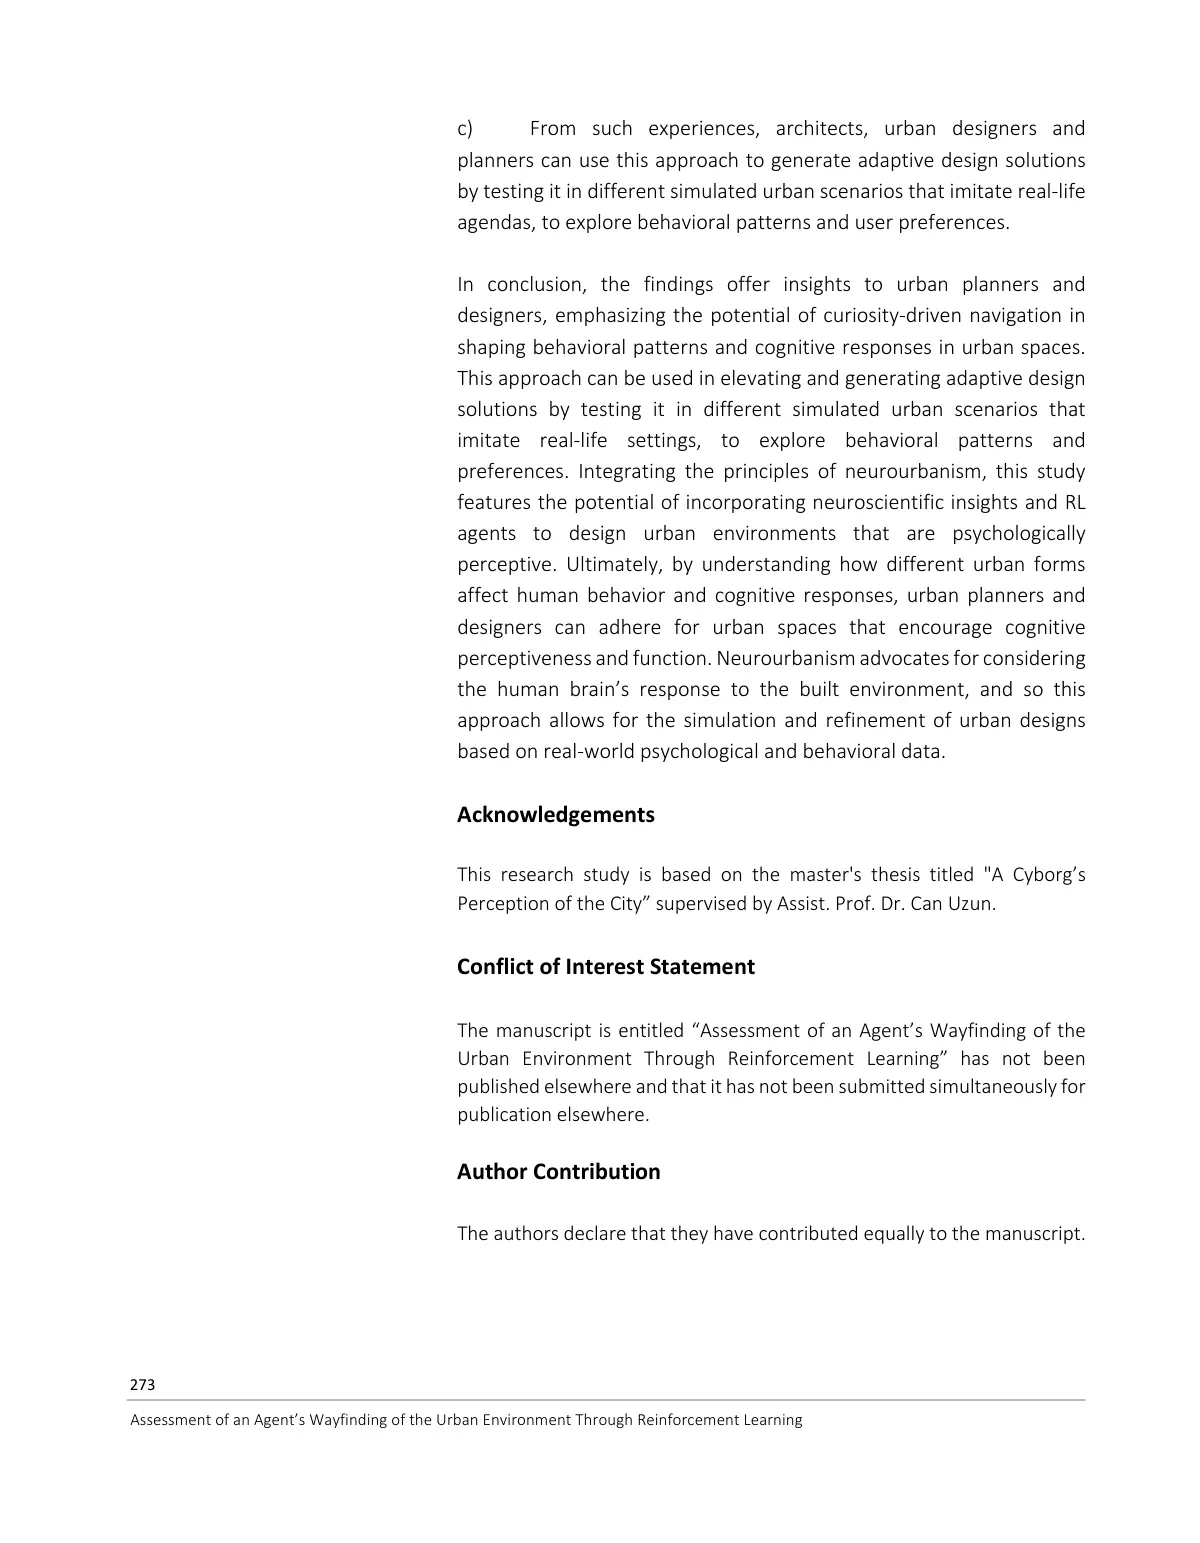 c) From such experiences, architects, urban designers and
planners can use this approach to generate adaptive design solutions
by testing it in different simulated urban scenarios that imitate real-life
agendas, to explore behavioral patterns and user preferences.
In conclusion, the findings offer insights to urban planners and
designers, emphasizing the potential of curiosity-driven navigation in
shaping behavioral patterns and cognitive responses in urban spaces.
This approach can be used in elevating and generating adaptive design
solutions by testing it in different simulated urban scenarios that
imitate real-life settings, to explore behavioral patterns and
preferences. Integrating the principles of neurourbanism, this study
features the potential of incorporating neuroscientific insights and RL
agents to design urban environments that are psychologically
perceptive. Ultimately, by understanding how different urban forms
affect human behavior and cognitive responses, urban planners and
designers can adhere for urban spaces that encourage cognitive
perceptiveness and function. Neurourbanism advocates for considering
the human brain’s response to the built environment, and so this
approach allows for the simulation and refinement of urban designs
based on real-world psychological and behavioral data.
Acknowledgements
This research study is based on the master's thesis titled "A Cyborg’s
Perception of the City” supervised by Assist. Prof. Dr. Can Uzun.
Conflict of Interest Statement
The manuscript is entitled “Assessment of an Agent’s Wayfinding of the
Urban Environment Through Reinforcement Learning” has not been
published elsewhere and that it has not been submitted simultaneously for
publication elsewhere.
Author Contribution
The authors declare that they have contributed equally to the manuscript.
273
Assessment of an Agent’s Wayfinding of the Urban Environment Through Reinforcement Learning